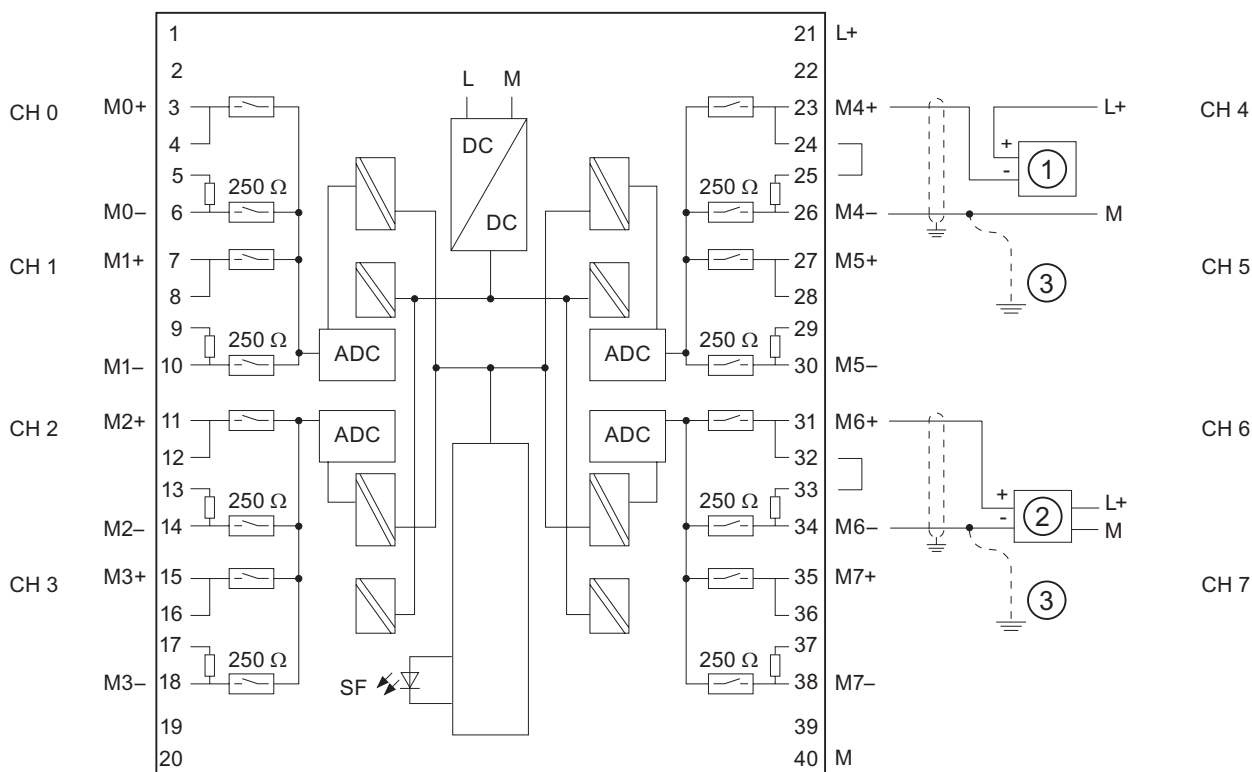 1 21 L+
2 22
L M
CH 0 M0+ 3 23 M4+ L+ CH 4
4 24
DC
+
1
-
5 250 Ω 250 Ω 25
M0– 6 26 M4– M
DC
CH 1 M1+ 7 27 M5+ CH 5
8 28 3
9 250 Ω 250 Ω 29
ADC ADC
M1– 10 30 M5–
CH 2 M2+ 11 31 M6+ CH 6
ADC ADC
12 32
13 250 Ω 250 Ω 33
+ 2 L+
M2– 14 34 M6– - M
CH 3 M3+ 15 35 M7+ CH 7
16 36 3
17 250 Ω 250 Ω 37
M3– 18 SF 38 M7–
19 39
20 40 M